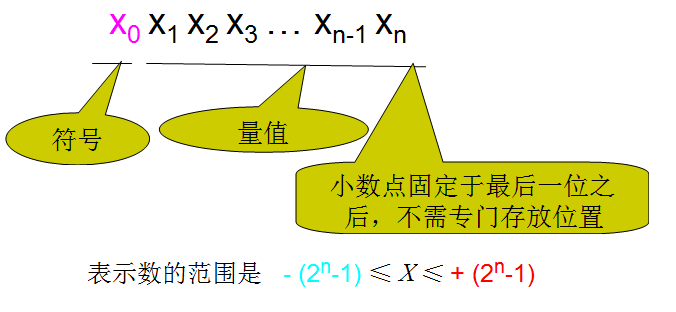 x₀ x₁ x₂ x₃ … xₙ₋₁ xₙ
符号
量值
小数点固定于最后一位之
后，不需专门存放位置
表示数的范围是 - (2ⁿ-1) ≤ X ≤ + (2ⁿ-1)